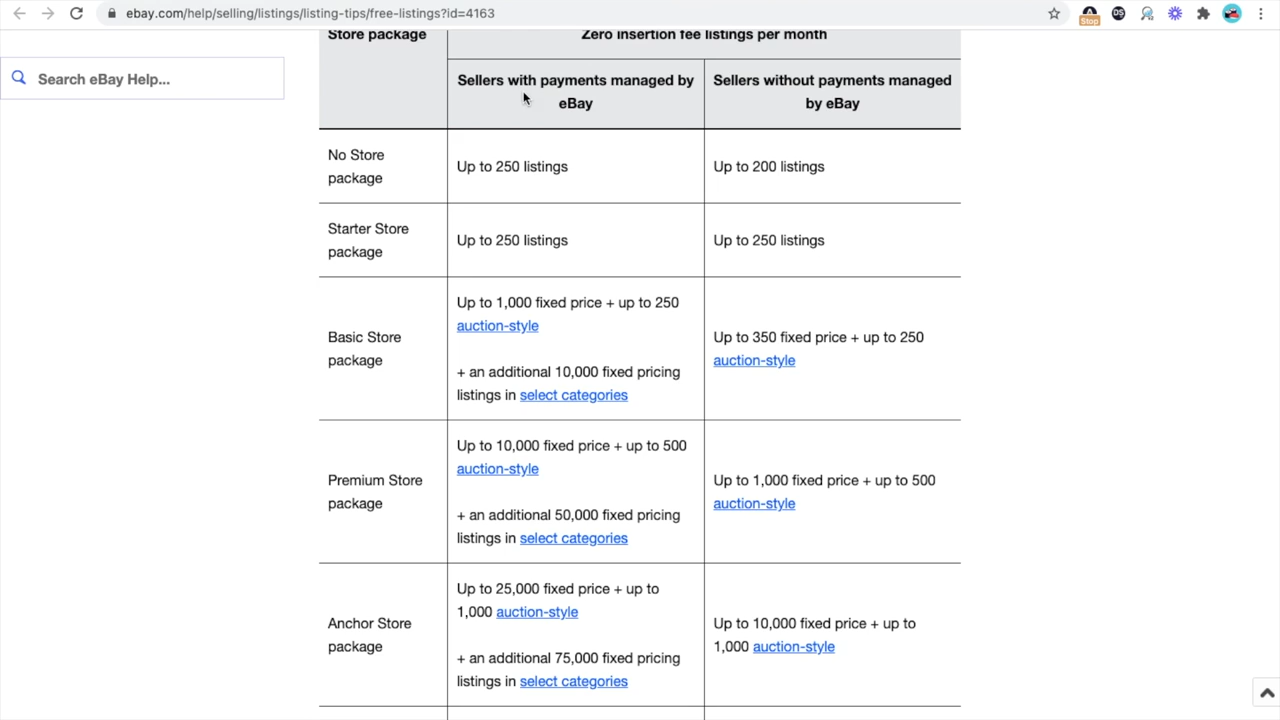 ebay.com/help/selling/listings/listing-tips/free-listings?id=4163
Stop
Search eBay Help...
Store package
Zero insertion fee listings per month
Sellers with payments managed by
eBay
Sellers without payments managed
by eBay
No Store
package
Up to 250 listings
Up to 200 listings
Starter Store
package
Up to 250 listings
Up to 250 listings
Basic Store
package
Up to 1,000 fixed price + up to 250
auction-style
+ an additional 10,000 fixed pricing
listings in select categories
Up to 350 fixed price + up to 250
auction-style
Premium Store
package
Up to 10,000 fixed price + up to 500
auction-style
+ an additional 50,000 fixed pricing
listings in select categories
Up to 1,000 fixed price + up to 500
auction-style
Anchor Store
package
Up to 25,000 fixed price + up to
1,000 auction-style
+ an additional 75,000 fixed pricing
listings in select categories
Up to 10,000 fixed price + up to
1,000 auction-style